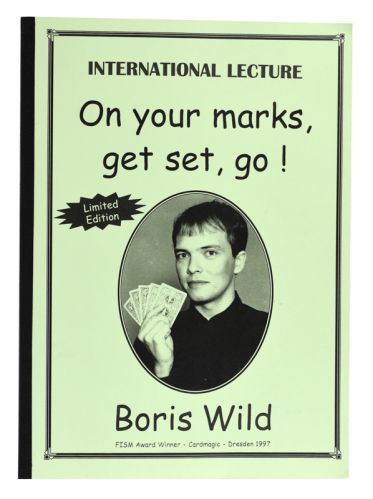 INTERNATIONAL LECTURE
On your marks,
get set, go !
Limited
Edition
Boris Wild
FISM Award Winner - Cardmagic - Dresden 1997